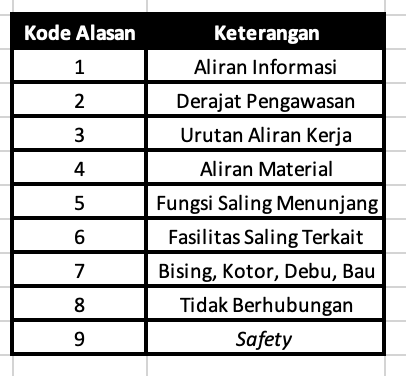 Kode Alasan Keterangan
1 Aliran Informasi
2 Derajat Pengawasan
3 Urutan Aliran Kerja
4 Aliran Material
5 Fungsi Saling Menunjang
6 Fasilitas Saling Terkait
7 Bising, Kotor, Debu, Bau
8 Tidak Berhubungan
9 Safety